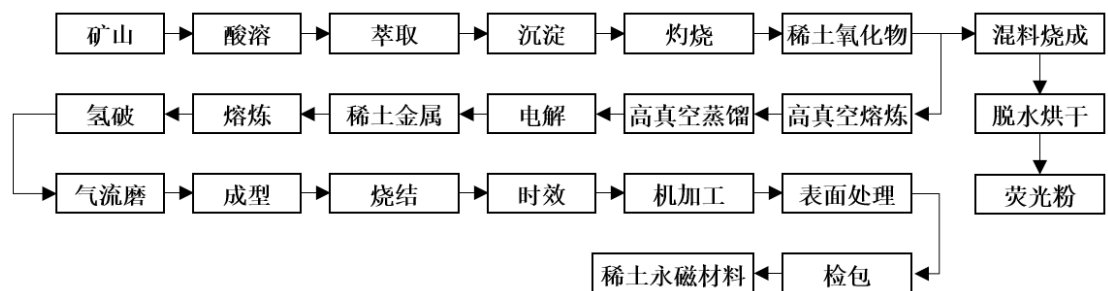 矿山 酸溶 萃取 沉淀 灼烧 稀土氧化物 混料烧成
氢破 熔炼 稀土金属 电解 高真空蒸馏 高真空熔炼 脱水烘干
气流磨 成型 烧结 时效 机加工 表面处理 荧光粉
稀土永磁材料 检包